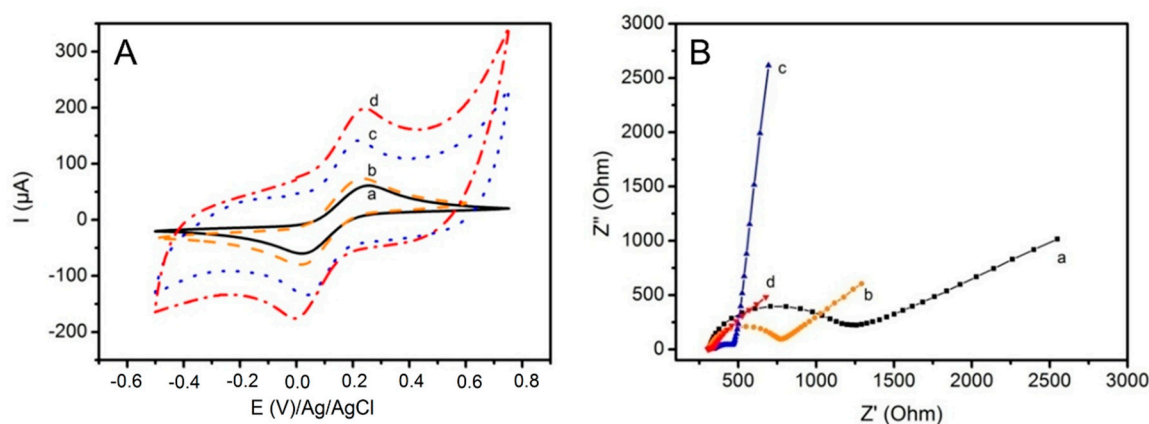 A
300
200
100
0
-100
-200
I (µA)
-0.6 -0.4 -0.2 0.0 0.2 0.4 0.6 0.8
E (V)/Ag/AgCl
d
c
b
a
B
3000
2500
2000
1500
1000
500
0
Z'' (Ohm)
500 1000 1500 2000 2500 3000
Z' (Ohm)
c
a
d
b